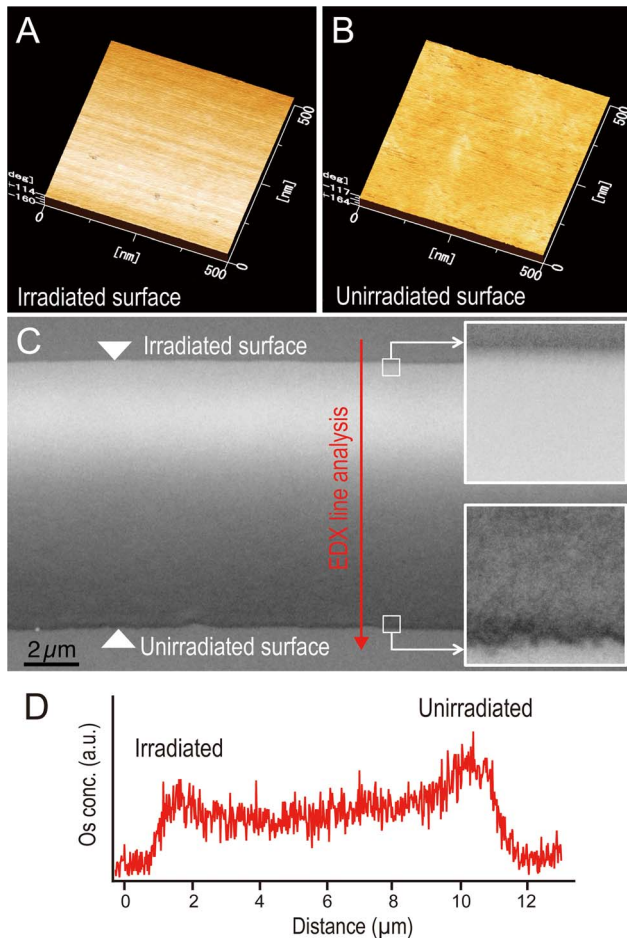 A
B
500
[nm]
0
[nm]
500
0
deg]
-114
-160
Irradiated surface
500
[nm]
0
[nm]
500
0
deg]
-117
-164
Unirradiated surface
C
Irradiated surface
EDX line analysis
Unirradiated surface
2 μm
D
Unirradiated
Irradiated
Os conc. (a.u.)
0 2 4 6 8 10 12
Distance (μm)